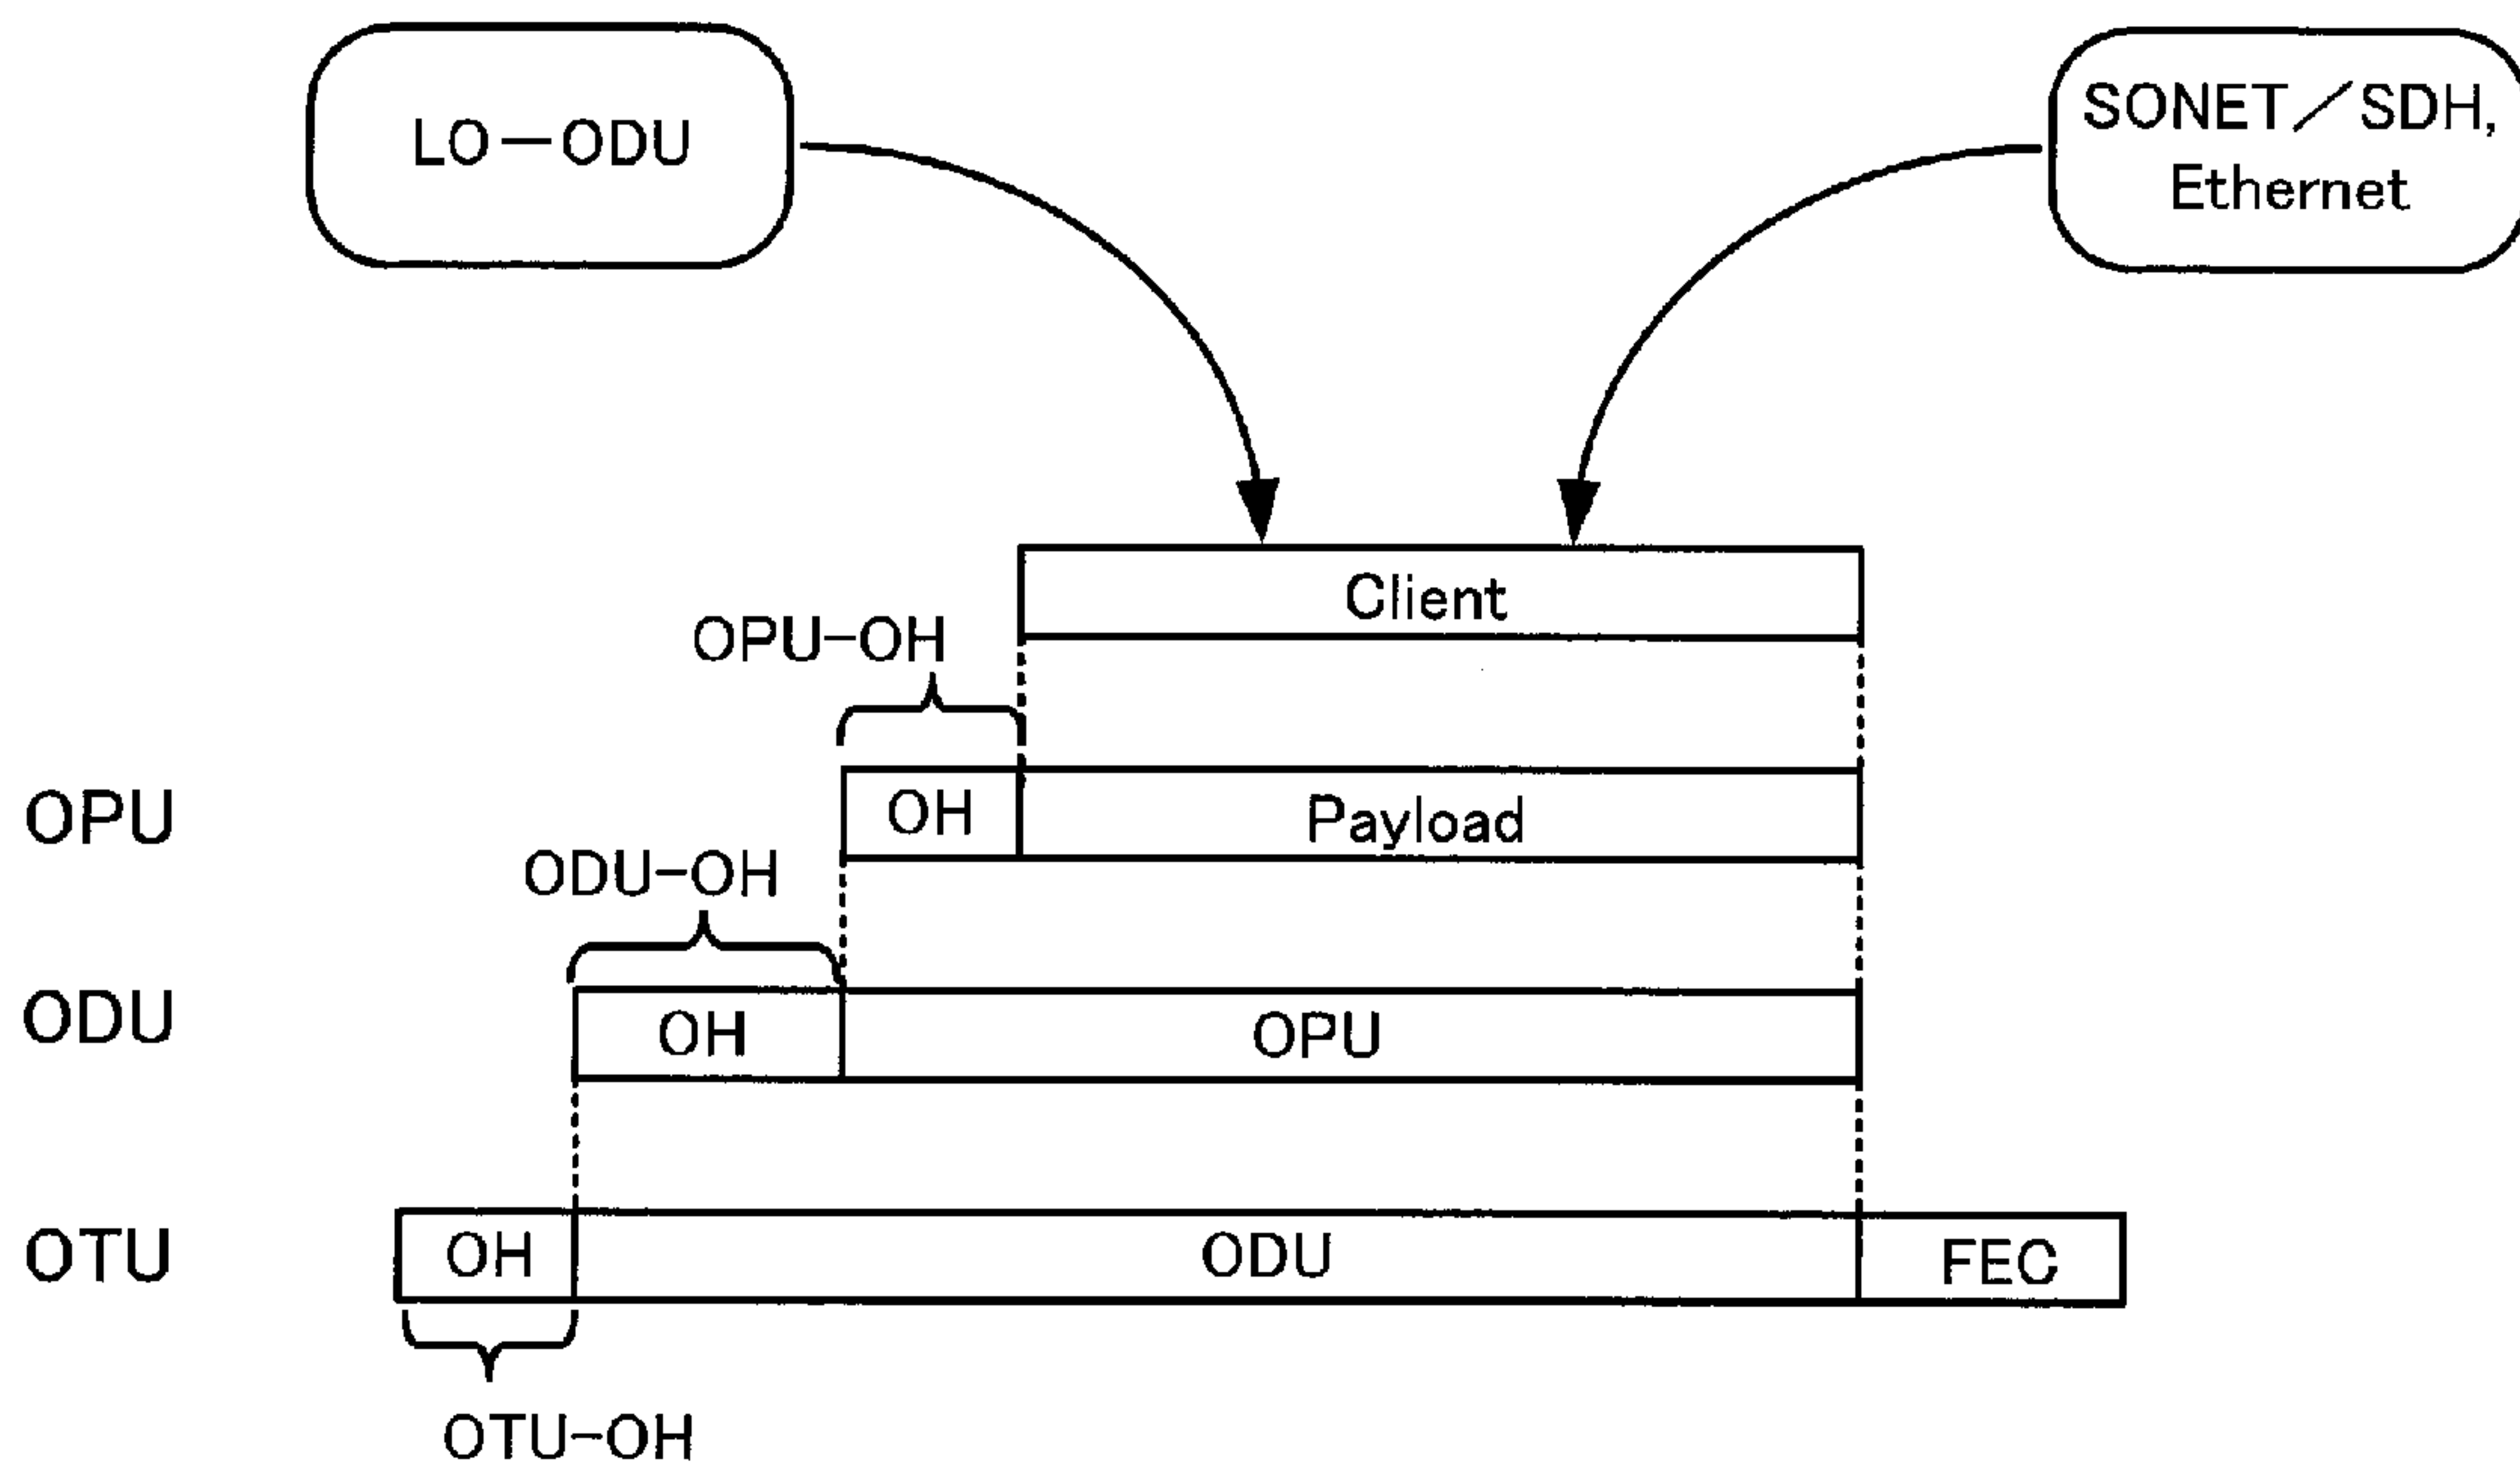 LO—ODU
SONET／SDH,
Ethernet
Client
OPU-OH
OPU
OH
Payload
ODU-OH
ODU
OH
OPU
OTU
OH
ODU
FEC
OTU-OH